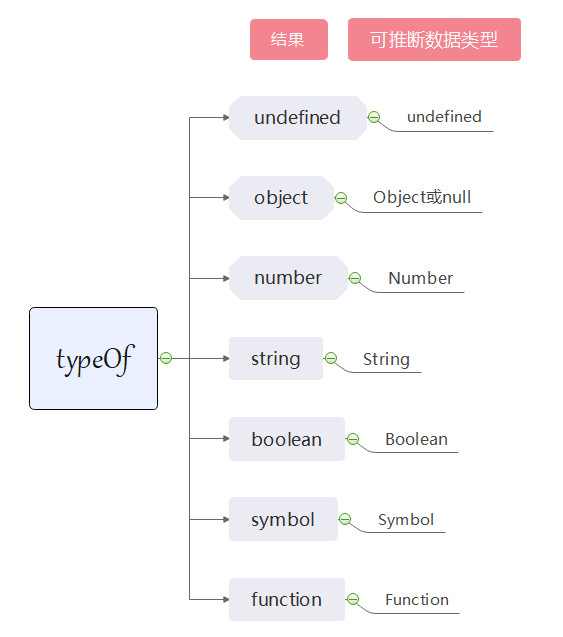 结果 可推断数据类型
undefined undefined
object Object或null
number Number
typeOf
string String
boolean Boolean
symbol Symbol
function Function